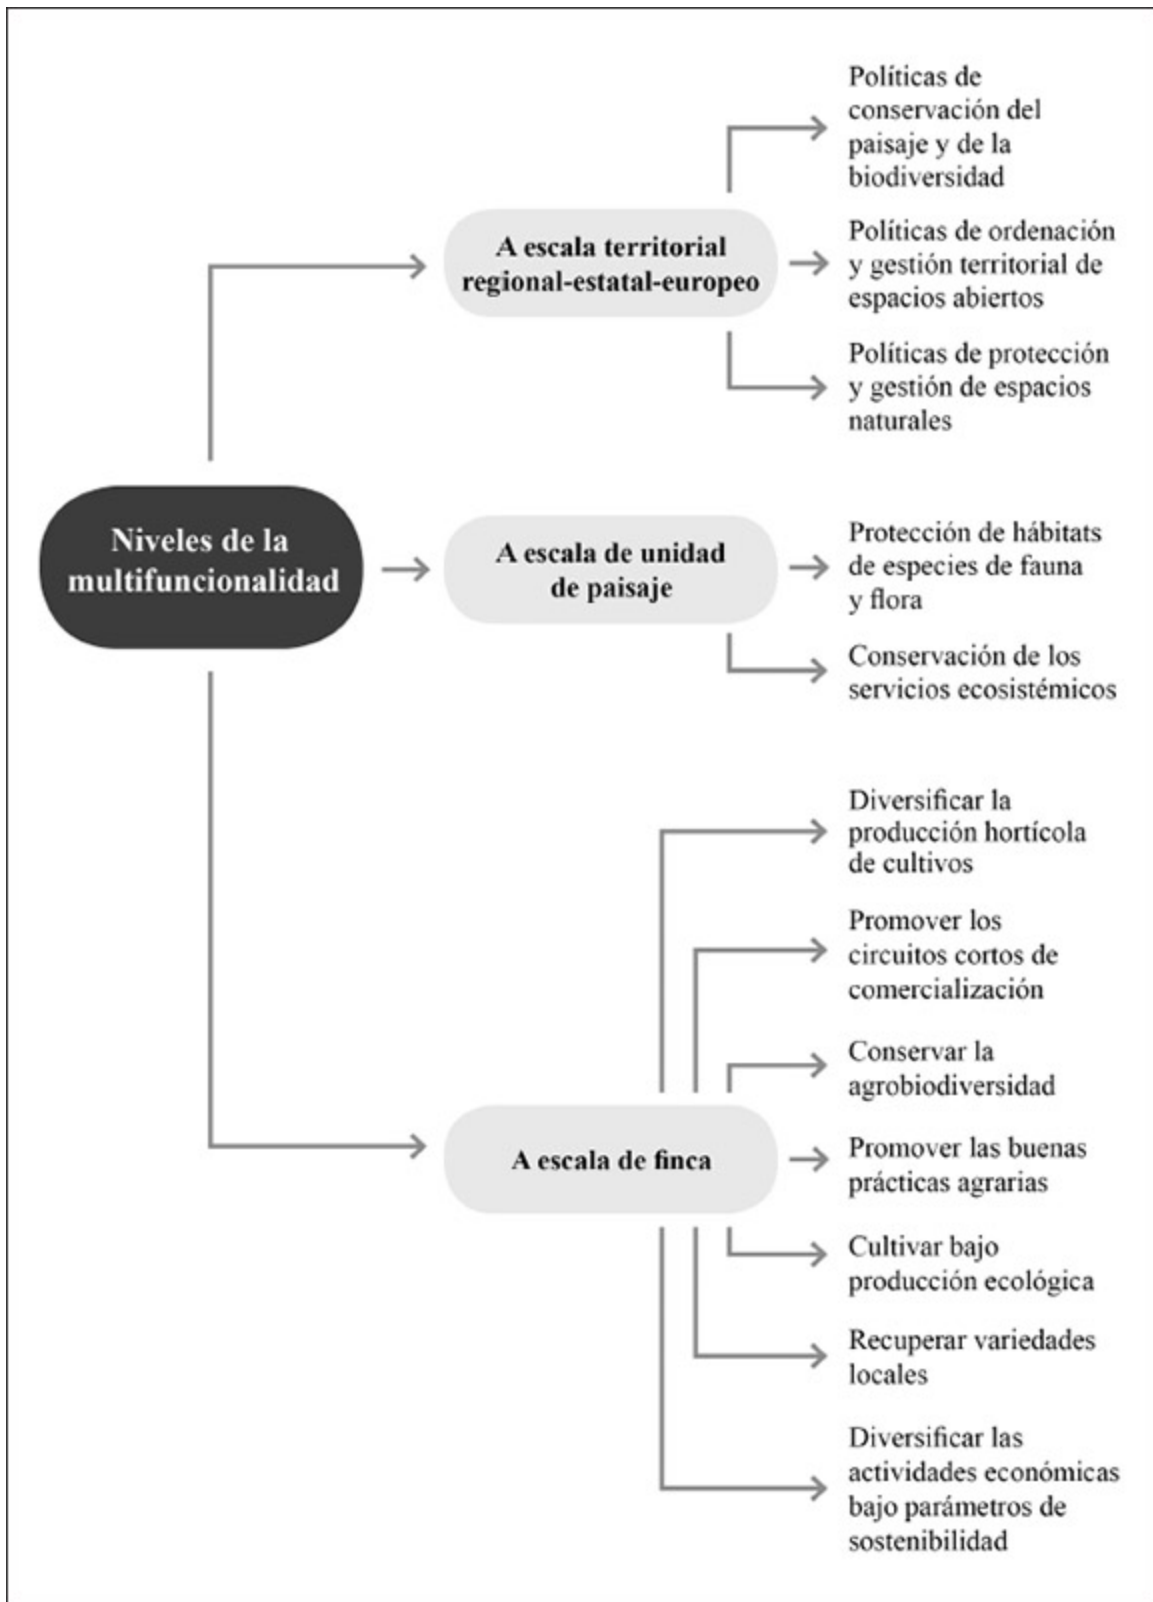 Niveles de la
multifuncionalidad
A escala territorial
regional-estatal-europeo
Políticas de
conservación del
paisaje y de la
biodiversidad
Políticas de ordenación
y gestión territorial de
espacios abiertos
Políticas de protección
y gestión de espacios
naturales
A escala de unidad
de paisaje
Protección de hábitats
de especies de fauna
y flora
Conservación de los
servicios ecosistémicos
A escala de finca
Diversificar la
producción hortícola
de cultivos
Promover los
circuitos cortos de
comercialización
Conservar la
agrobiodiversidad
Promover las buenas
prácticas agrarias
Cultivar bajo
producción ecológica
Recuperar variedades
locales
Diversificar las
actividades económicas
bajo parámetros de
sostenibilidad